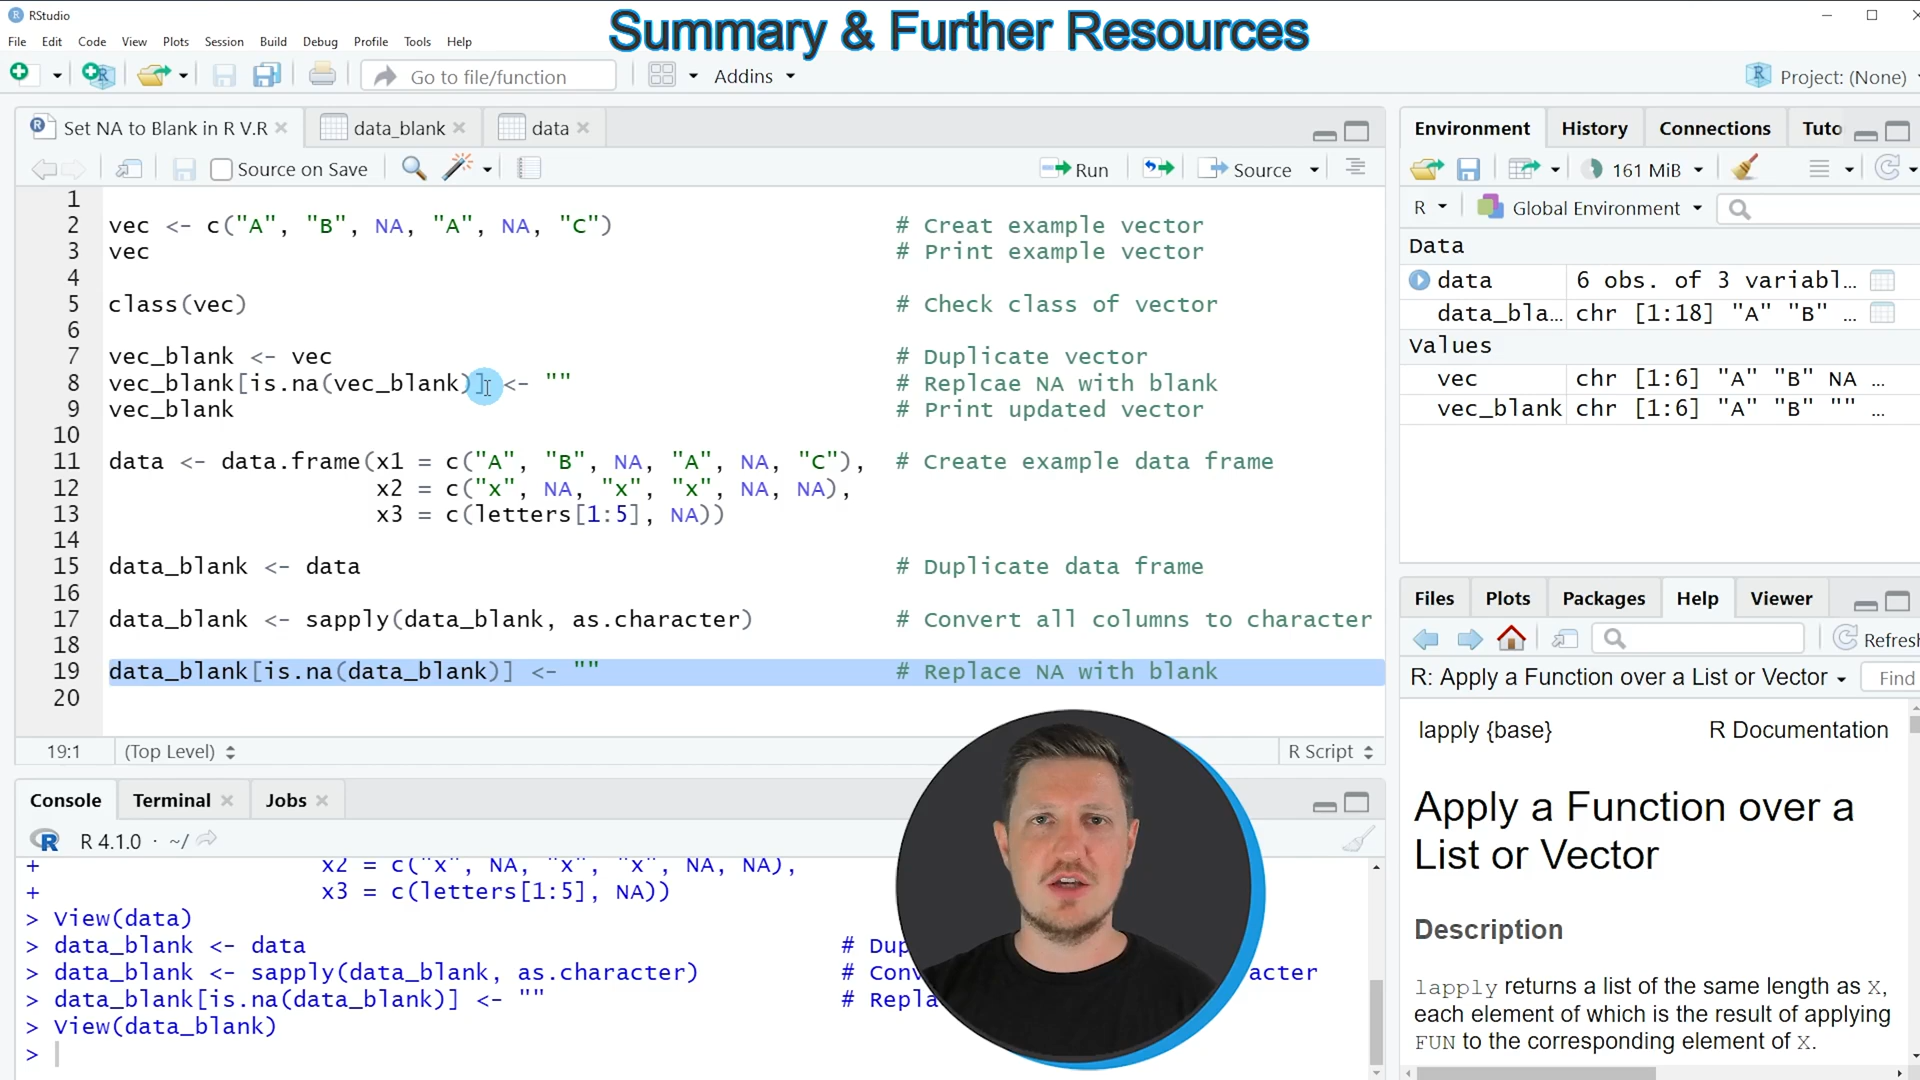 RStudio
Summary & Further Resources
File Edit Code View Plots Session Build Debug Profile Tools Help
Go to file/function
Addins
Project: (None)
Set NA to Blank in R V.R
data_blank
data
Source on Save
Run
Source
1
2 vec <- c("A", "B", NA, "A", NA, "C") # Creat example vector
3 vec # Print example vector
4
5 class(vec) # Check class of vector
6
7 vec_blank <- vec # Duplicate vector
8 vec_blank[is.na(vec_blank)] <- "" # Replcae NA with blank
9 vec_blank # Print updated vector
10
11 data <- data.frame(x1 = c("A", "B", NA, "A", NA, "C"), # Create example data frame
12 x2 = c("x", NA, "x", "x", NA, NA),
13 x3 = c(letters[1:5], NA))
14
15 data_blank <- data # Duplicate data frame
16
17 data_blank <- sapply(data_blank, as.character) # Convert all columns to character
18
19 data_blank[is.na(data_blank)] <- "" # Replace NA with blank
20
19:1 (Top Level) R Script
Console Terminal Jobs
R 4.1.0 · ~/
+ x2 = c("x", NA, "x", "x", NA, NA),
+ x3 = c(letters[1:5], NA))
> View(data)
> data_blank <- data # Dup
> data_blank <- sapply(data_blank, as.character) # Conv acter
> data_blank[is.na(data_blank)] <- "" # Repla
> View(data_blank)
>
Environment History Connections Tuto
161 MiB
R Global Environment
Data
data 6 obs. of 3 variabl…
data_bla… chr [1:18] "A" "B" …
Values
vec chr [1:6] "A" "B" NA …
vec_blank chr [1:6] "A" "B" "" …
Files Plots Packages Help Viewer
Refresh
R: Apply a Function over a List or Vector Find
lapply {base} R Documentation
Apply a Function over a
List or Vector
Description
lapply returns a list of the same length as X,
each element of which is the result of applying
FUN to the corresponding element of X.